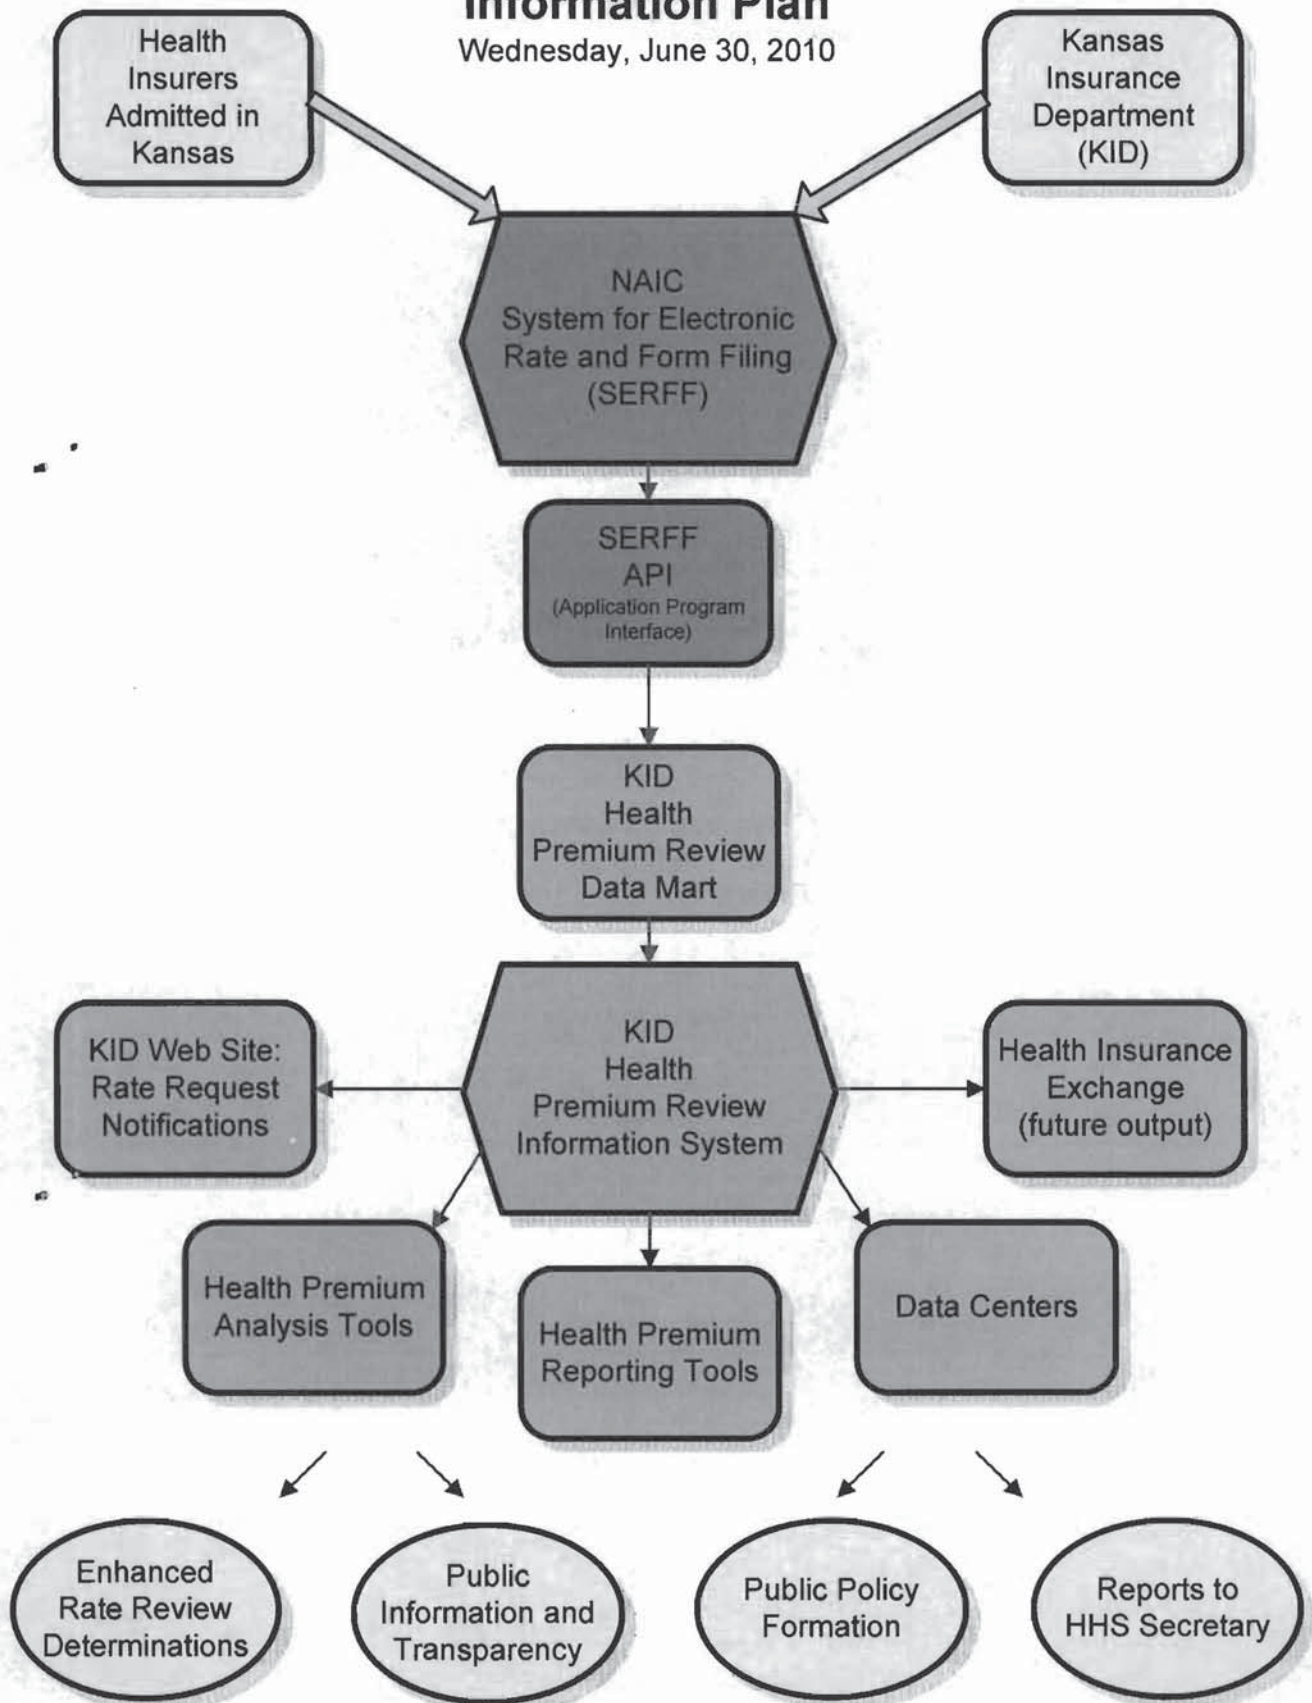 Information Plan
Wednesday, June 30, 2010
Health
Insurers
Admitted in
Kansas
Kansas
Insurance
Department
(KID)
NAIC
System for Electronic
Rate and Form Filing
(SERFF)
SERFF
API
(Application Program
Interface)
KID
Health
Premium Review
Data Mart
KID Web Site:
Rate Request
Notifications
KID
Health
Premium Review
Information System
Health Insurance
Exchange
(future output)
Health Premium
Analysis Tools
Health Premium
Reporting Tools
Data Centers
Enhanced
Rate Review
Determinations
Public
Information and
Transparency
Public Policy
Formation
Reports to
HHS Secretary